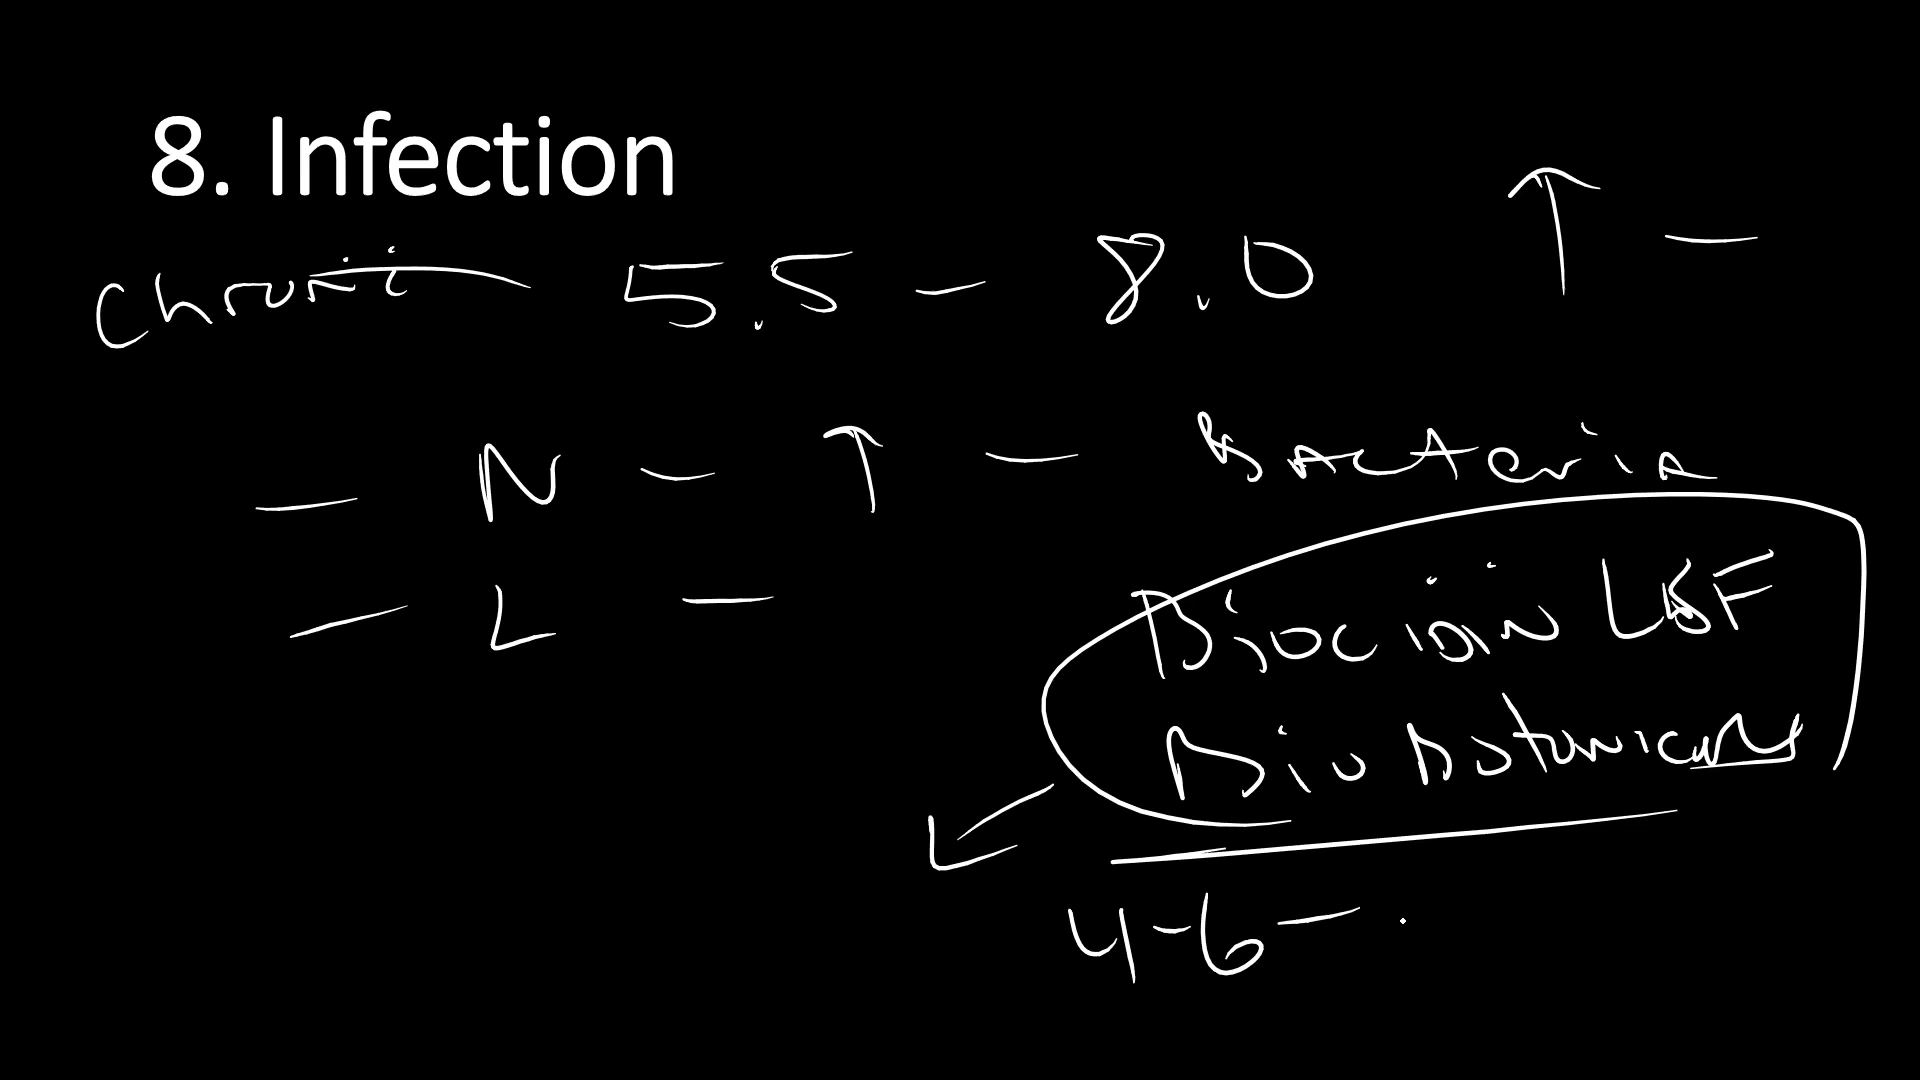 8. Infection
Chronic 5.5 - 8.0 ↑ -
- N - ↑ - Bacteria
- L -
Biocidin LSF
Bio Botanicals
4-6-